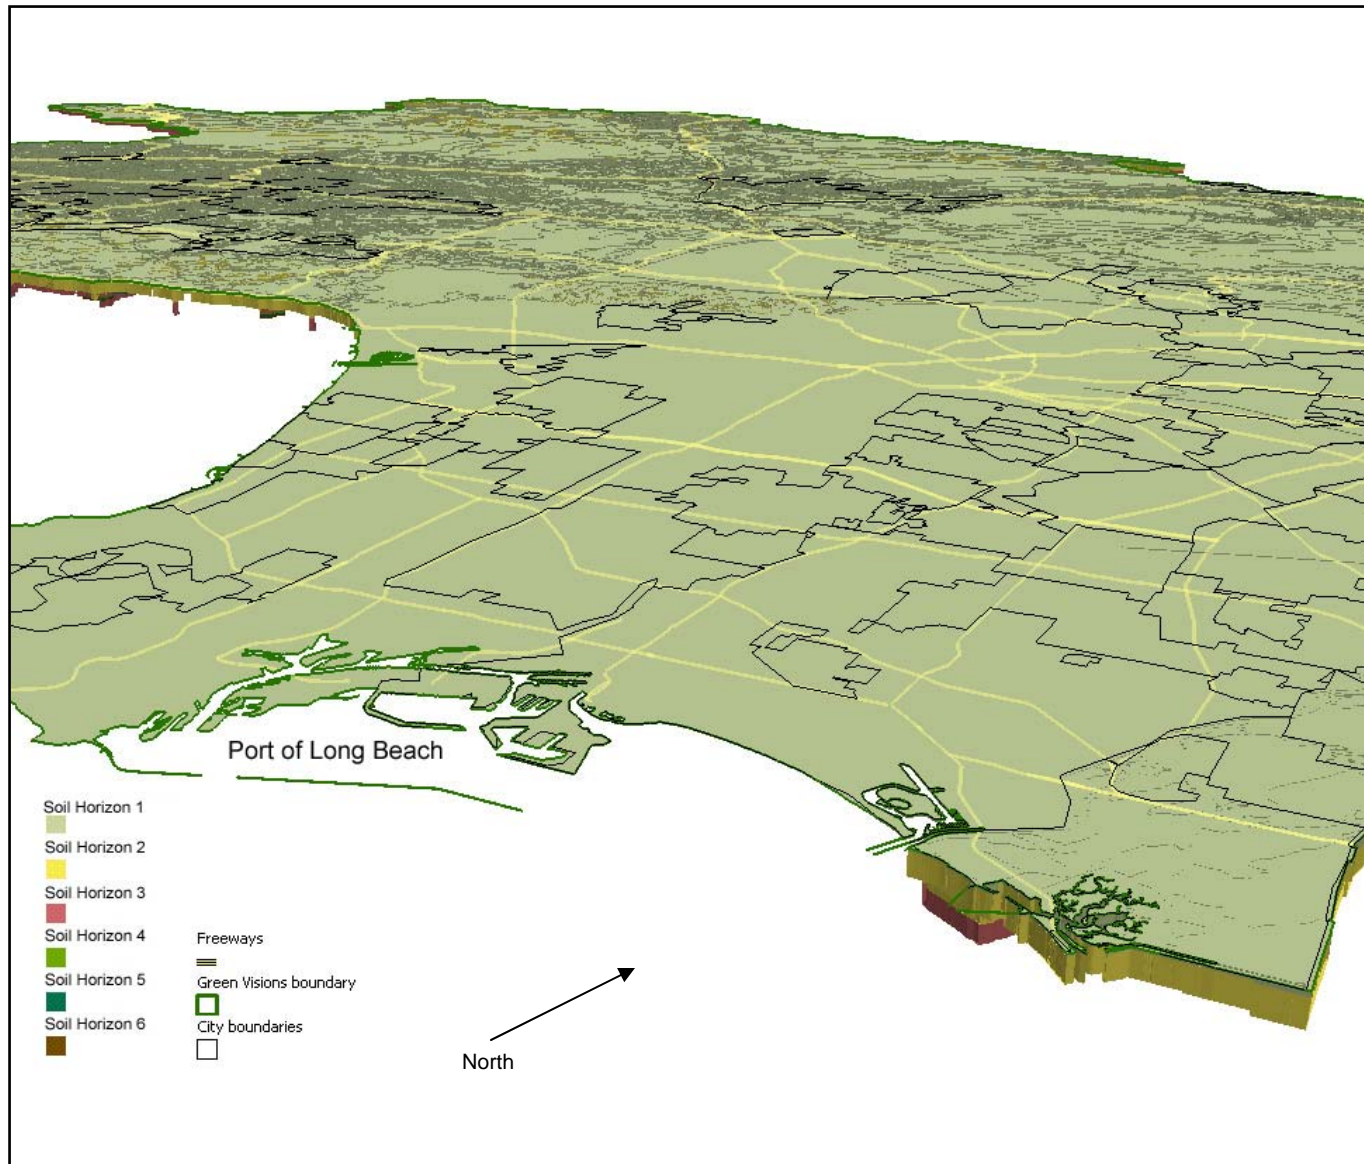 Port of Long Beach
Soil Horizon 1
Soil Horizon 2
Soil Horizon 3
Soil Horizon 4
Soil Horizon 5
Soil Horizon 6
Freeways
Green Visions boundary
City boundaries
North